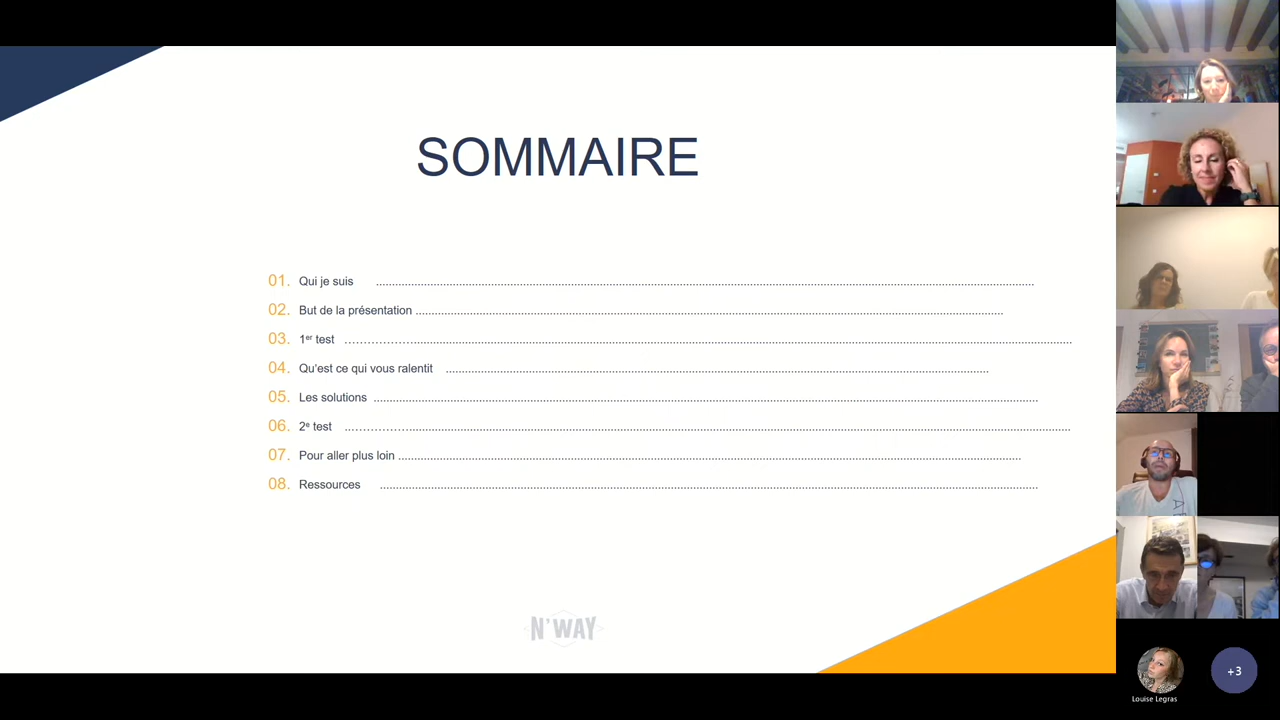 SOMMAIRE
01. Qui je suis ................................
02. But de la présentation ................................
03. 1er test ................................
04. Qu'est ce qui vous ralentit ................................
05. Les solutions ................................
06. 2e test ................................
07. Pour aller plus loin ................................
08. Ressources ................................
N'WAY
+3
Louise Legras